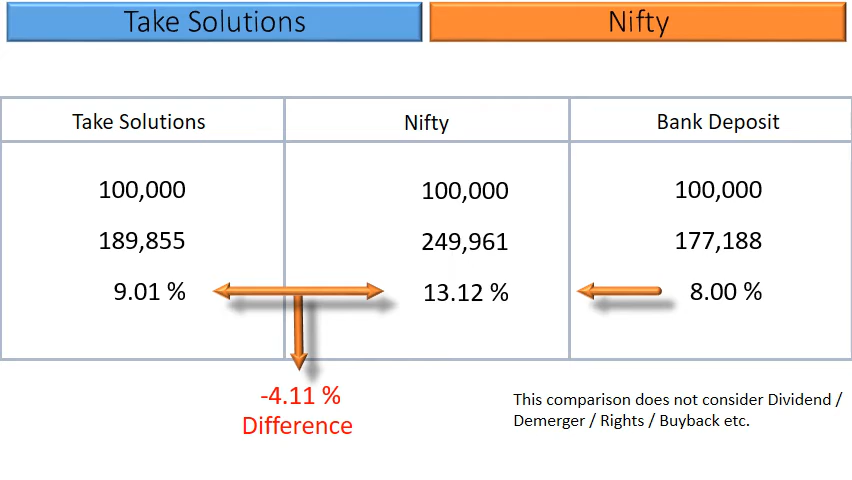 Take Solutions
Nifty
Take Solutions
Nifty
Bank Deposit
100,000
100,000
100,000
189,855
249,961
177,188
9.01 %
13.12 %
8.00 %
-4.11 %
Difference
This comparison does not consider Dividend /
Demerger / Rights / Buyback etc.